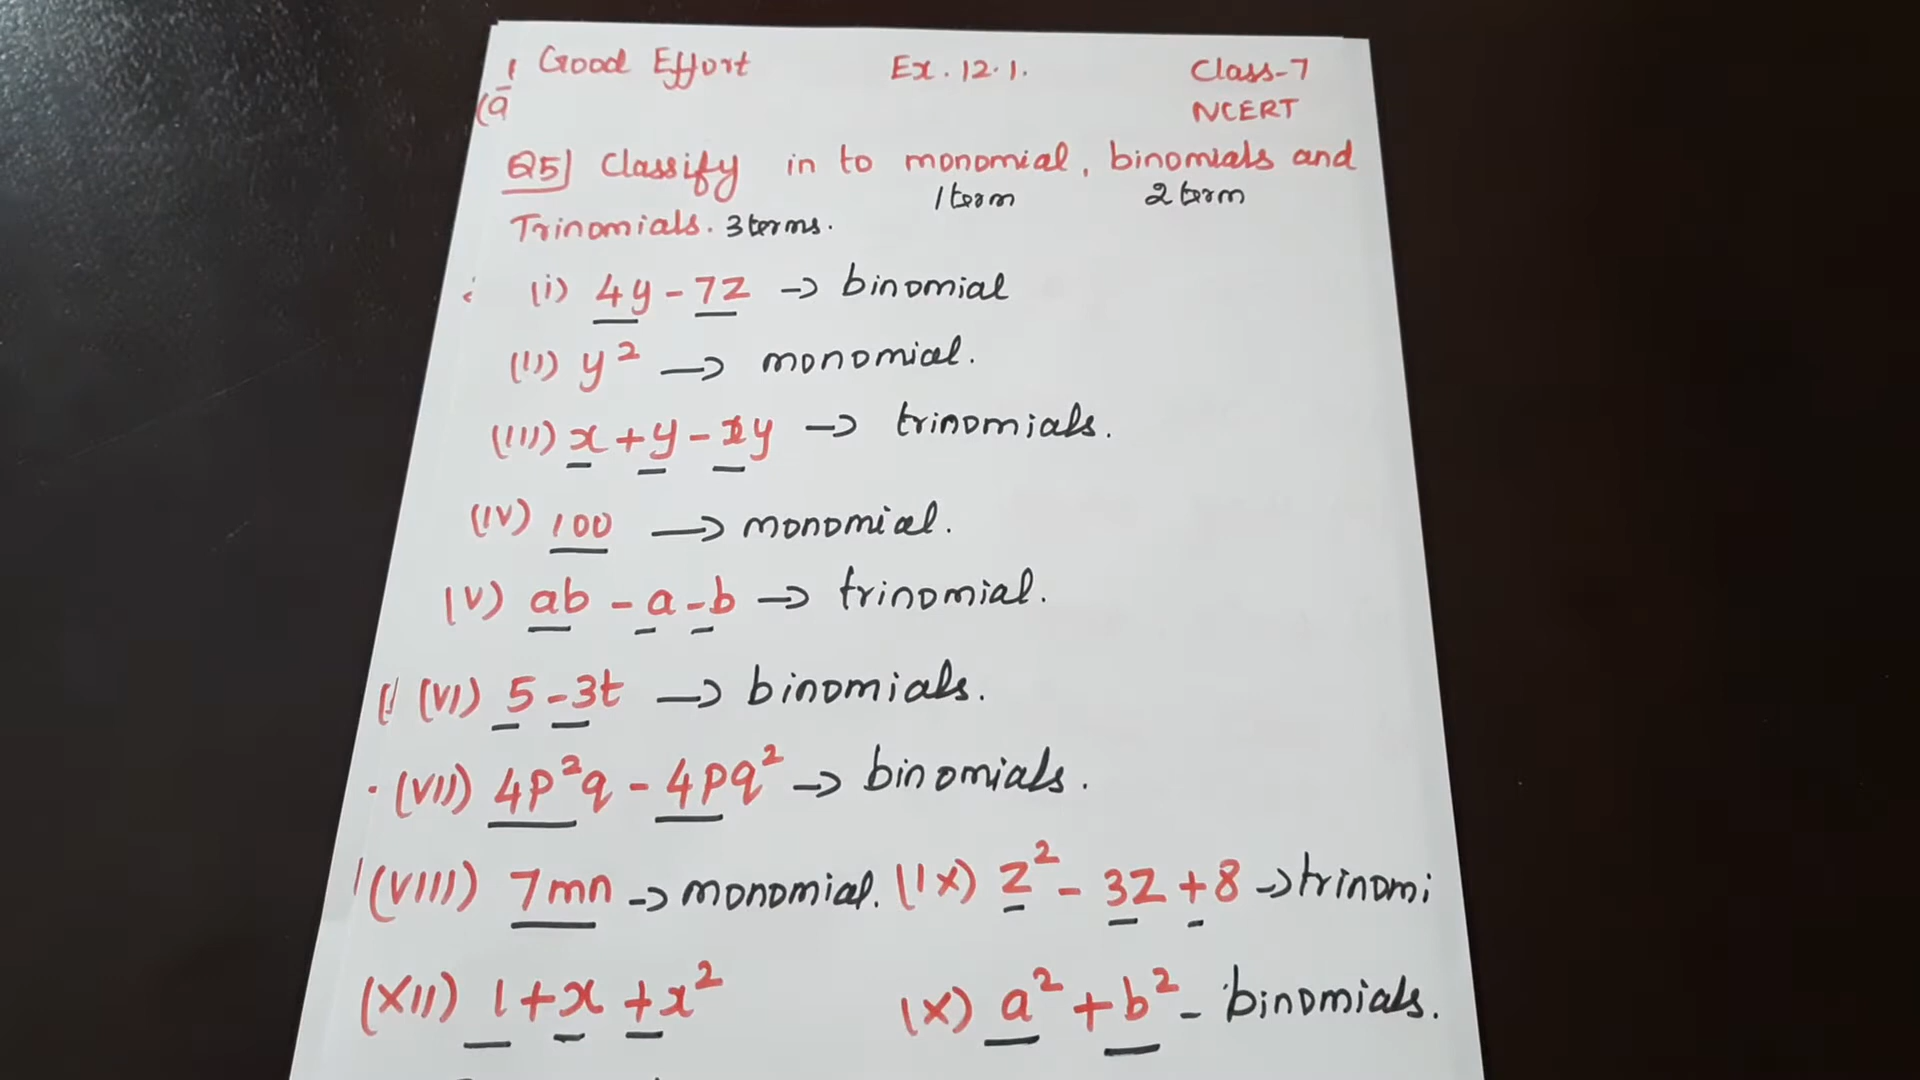 Good Effort Ex. 12.1. Class-7
(a NCERT
Q5] Classify in to monomial, binomials and
1 term 2 term
Trinomials. 3 terms.
(i) 4y - 7z → binomial
(ii) y² → monomial.
(iii) x + y - xy → trinomials.
(iv) 100 → monomial.
(v) ab - a - b → trinomial.
(vi) 5 - 3t → binomials.
(vii) 4p²q - 4pq² → binomials.
(viii) 7mn → monomial. (ix) z² - 3z + 8 → trinomi
(xii) 1 + x + x² (x) a² + b² - binomials.